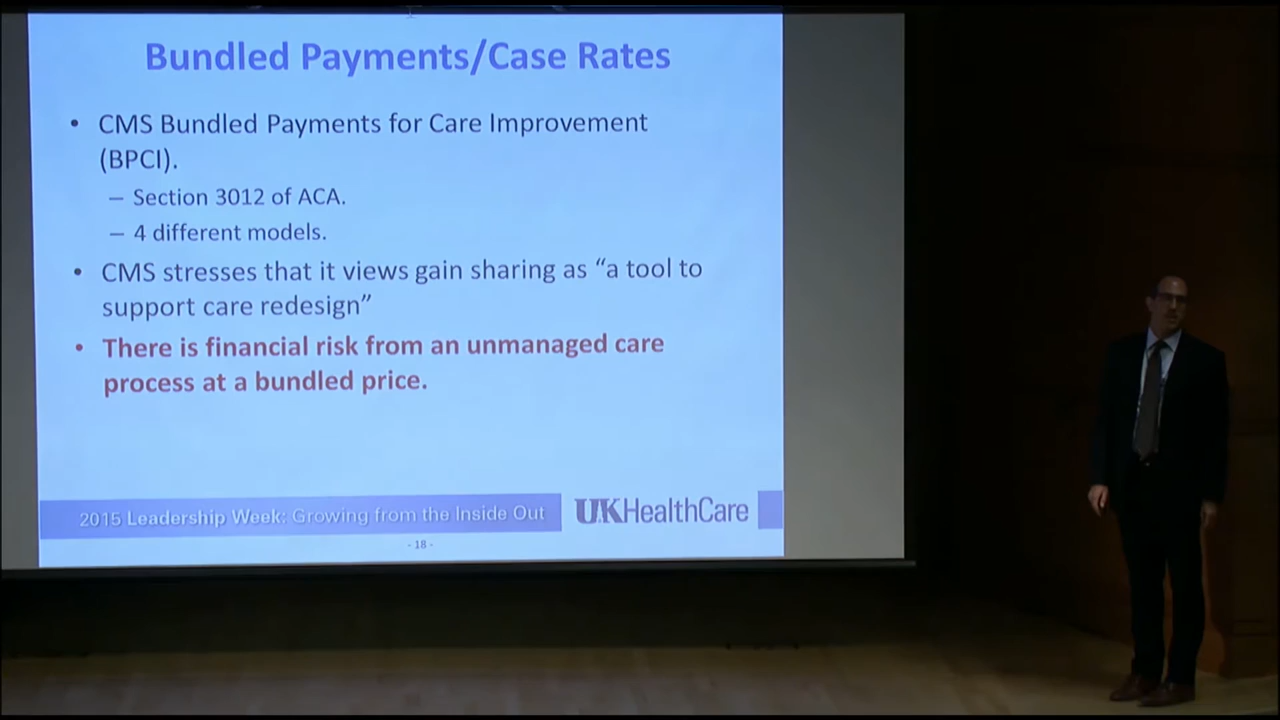 Bundled Payments/Case Rates
• CMS Bundled Payments for Care Improvement
(BPCI).
– Section 3012 of ACA.
– 4 different models.
• CMS stresses that it views gain sharing as “a tool to
support care redesign”
• There is financial risk from an unmanaged care
process at a bundled price.
2015 Leadership Week: Growing from the Inside Out
UKHealthCare
- 18 -